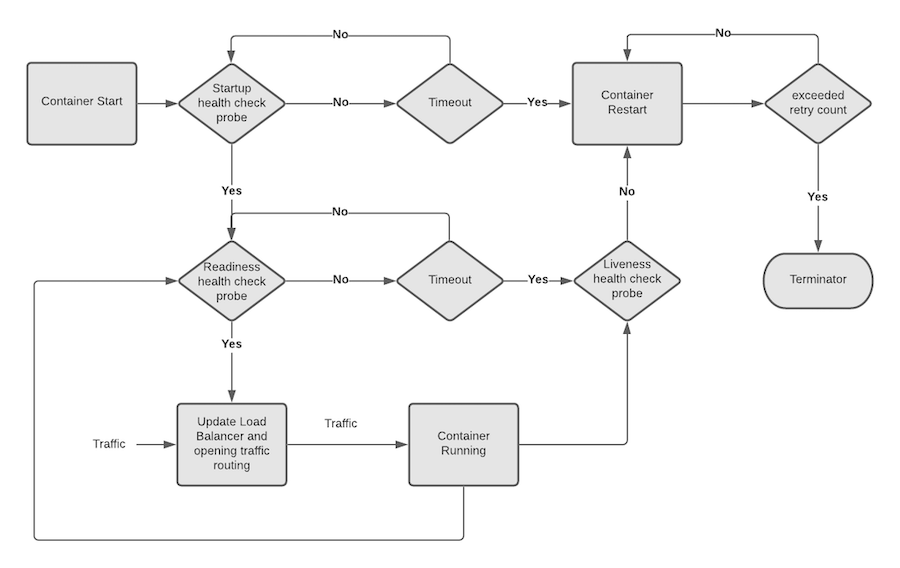 No
No
Container Start
Startup
health check
probe
No
Timeout
Yes
Container
Restart
exceeded
retry count
Yes
No
Yes
No
Readiness
health check
probe
No
Timeout
Yes
Liveness
health check
probe
Terminator
Yes
Update Load
Balancer and
opening traffic
routing
Traffic
Traffic
Container
Running